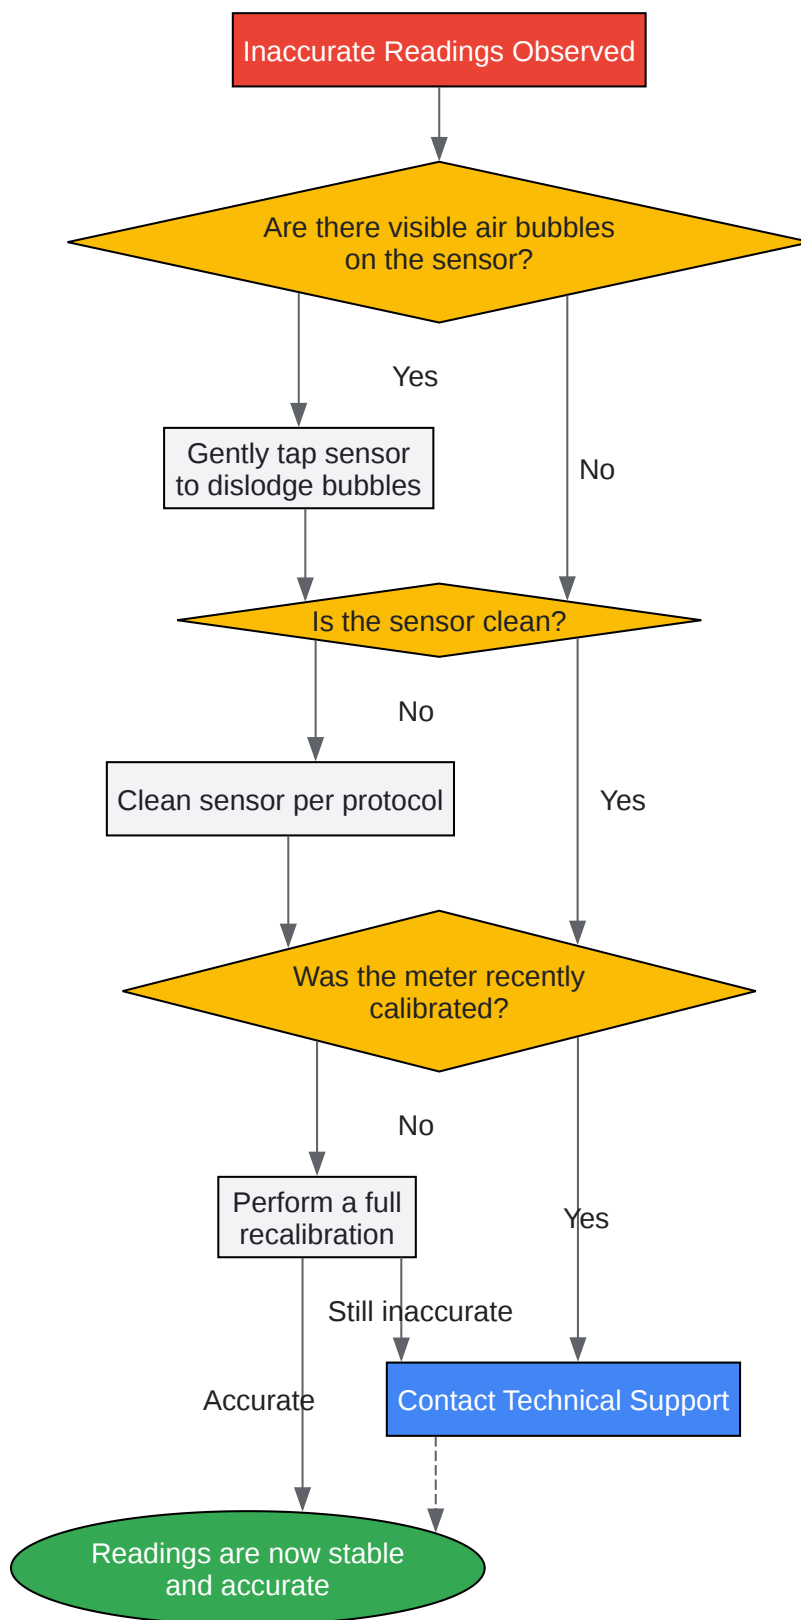 Inaccurate Readings Observed
Are there visible air bubbles
on the sensor?
Yes
Gently tap sensor
to dislodge bubbles
No
Is the sensor clean?
No
Clean sensor per protocol
Yes
Was the meter recently
calibrated?
No
Perform a full
recalibration
Yes
Still inaccurate
Accurate
Contact Technical Support
Readings are now stable
and accurate